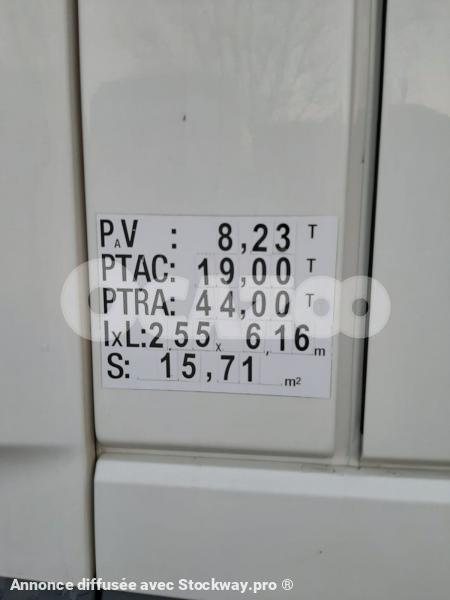 PAV : 8,23 T
PTAC: 19,00 T
PTRA: 44,00 T
IxL: 2,55 x 6,16 m
S: 15,71 m²
Annonce diffusée avec Stockway.pro ®